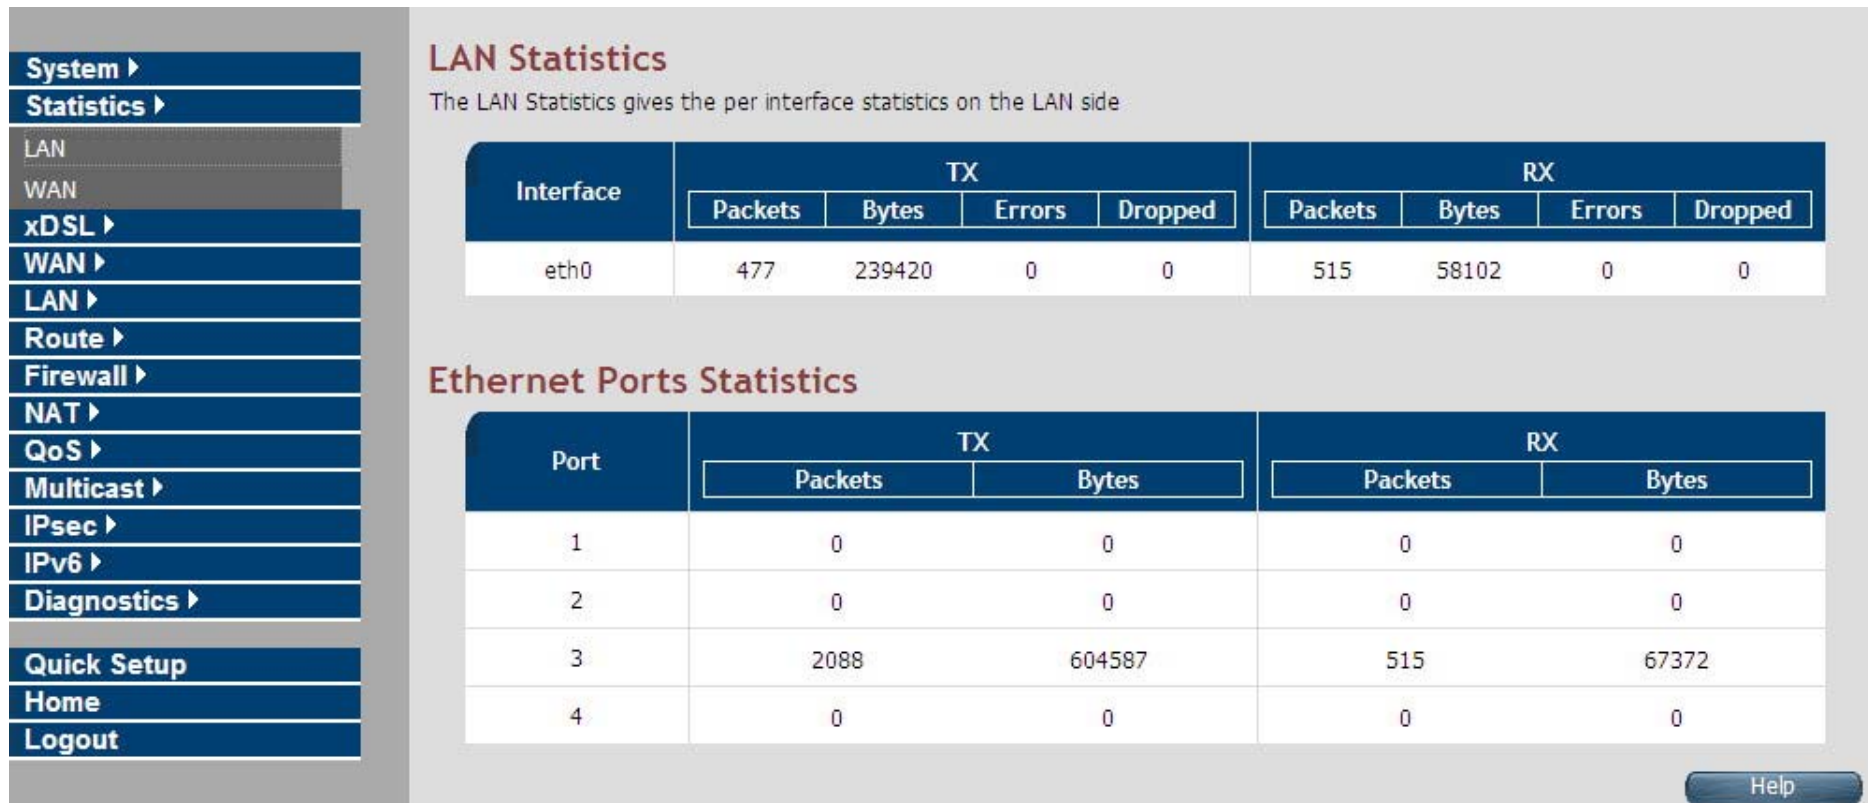 System
Statistics
LAN
WAN
xDSL
WAN
LAN
Route
Firewall
NAT
QoS
Multicast
IPsec
IPv6
Diagnostics
Quick Setup
Home
Logout
LAN Statistics
The LAN Statistics gives the per interface statistics on the LAN side
Interface TX RX
Packets Bytes Errors Dropped Packets Bytes Errors Dropped
eth0 477 239420 0 0 515 58102 0 0
Ethernet Ports Statistics
Port TX RX
Packets Bytes Packets Bytes
1 0 0 0 0
2 0 0 0 0
3 2088 604587 515 67372
4 0 0 0 0
Help